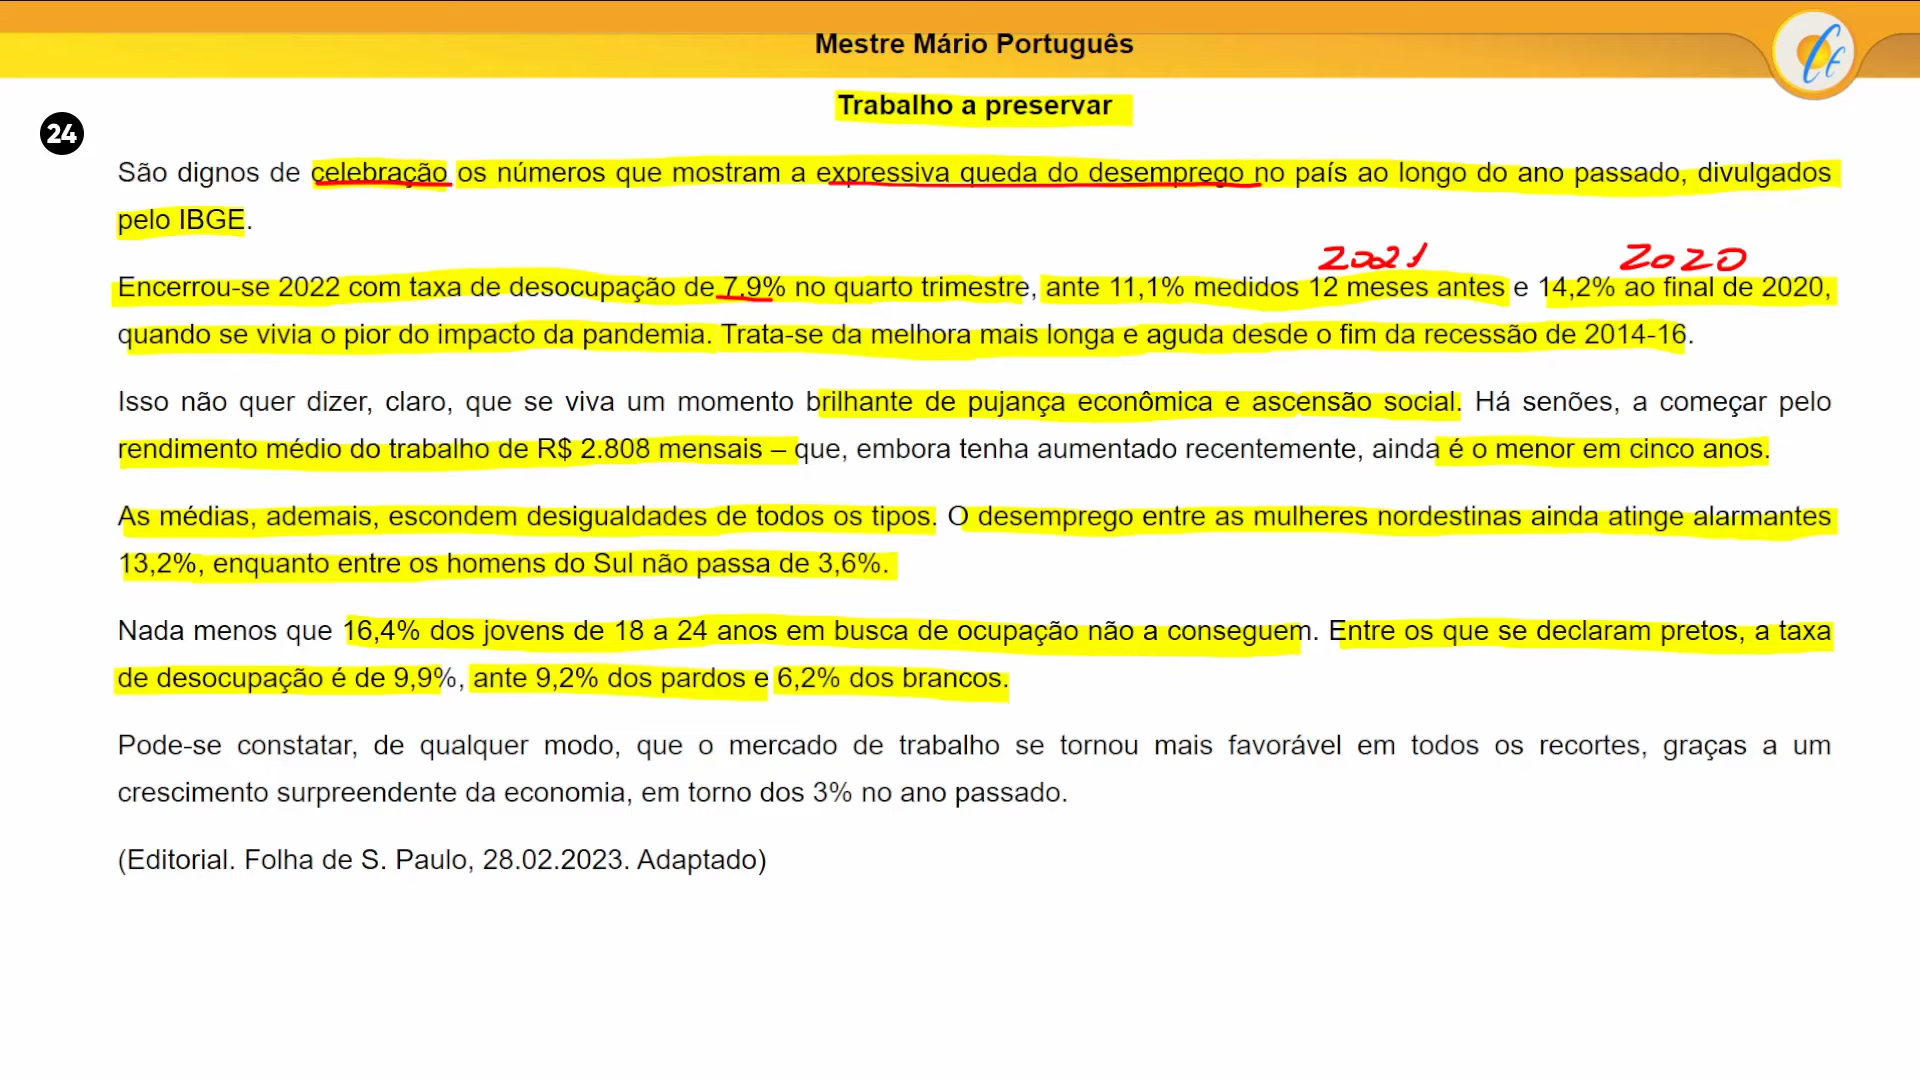 Mestre Mário Português
Trabalho a preservar
24
São dignos de celebração os números que mostram a expressiva queda do desemprego no país ao longo do ano passado, divulgados
pelo IBGE.
2021 2020
Encerrou-se 2022 com taxa de desocupação de 7,9% no quarto trimestre, ante 11,1% medidos 12 meses antes e 14,2% ao final de 2020,
quando se vivia o pior do impacto da pandemia. Trata-se da melhora mais longa e aguda desde o fim da recessão de 2014-16.
Isso não quer dizer, claro, que se viva um momento brilhante de pujança econômica e ascensão social. Há senões, a começar pelo
rendimento médio do trabalho de R$ 2.808 mensais – que, embora tenha aumentado recentemente, ainda é o menor em cinco anos.
As médias, ademais, escondem desigualdades de todos os tipos. O desemprego entre as mulheres nordestinas ainda atinge alarmantes
13,2%, enquanto entre os homens do Sul não passa de 3,6%.
Nada menos que 16,4% dos jovens de 18 a 24 anos em busca de ocupação não a conseguem. Entre os que se declaram pretos, a taxa
de desocupação é de 9,9%, ante 9,2% dos pardos e 6,2% dos brancos.
Pode-se constatar, de qualquer modo, que o mercado de trabalho se tornou mais favorável em todos os recortes, graças a um
crescimento surpreendente da economia, em torno dos 3% no ano passado.
(Editorial. Folha de S. Paulo, 28.02.2023. Adaptado)